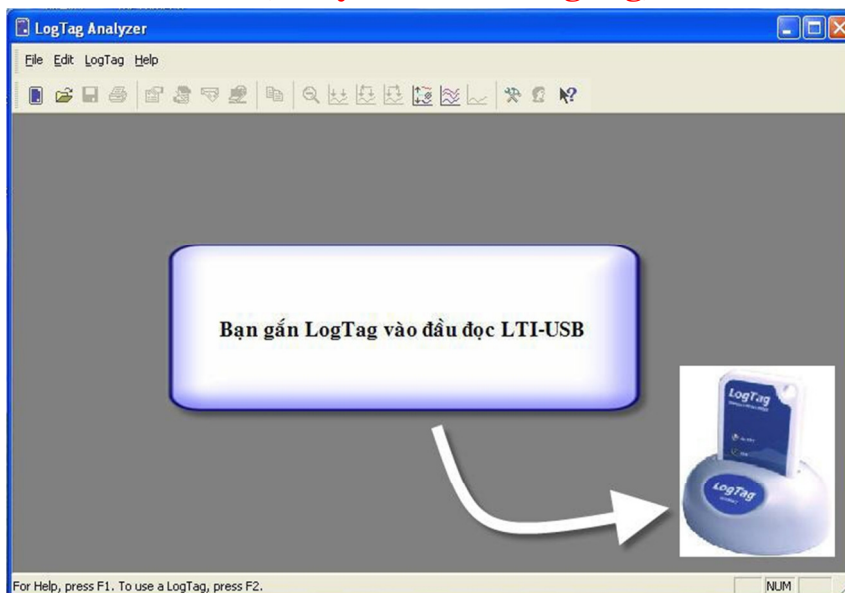 LogTag Analyzer
File Edit LogTag Help
Bạn gắn LogTag vào đầu đọc LTI-USB
LogTag
LogTag
For Help, press F1. To use a LogTag, press F2.
NUM